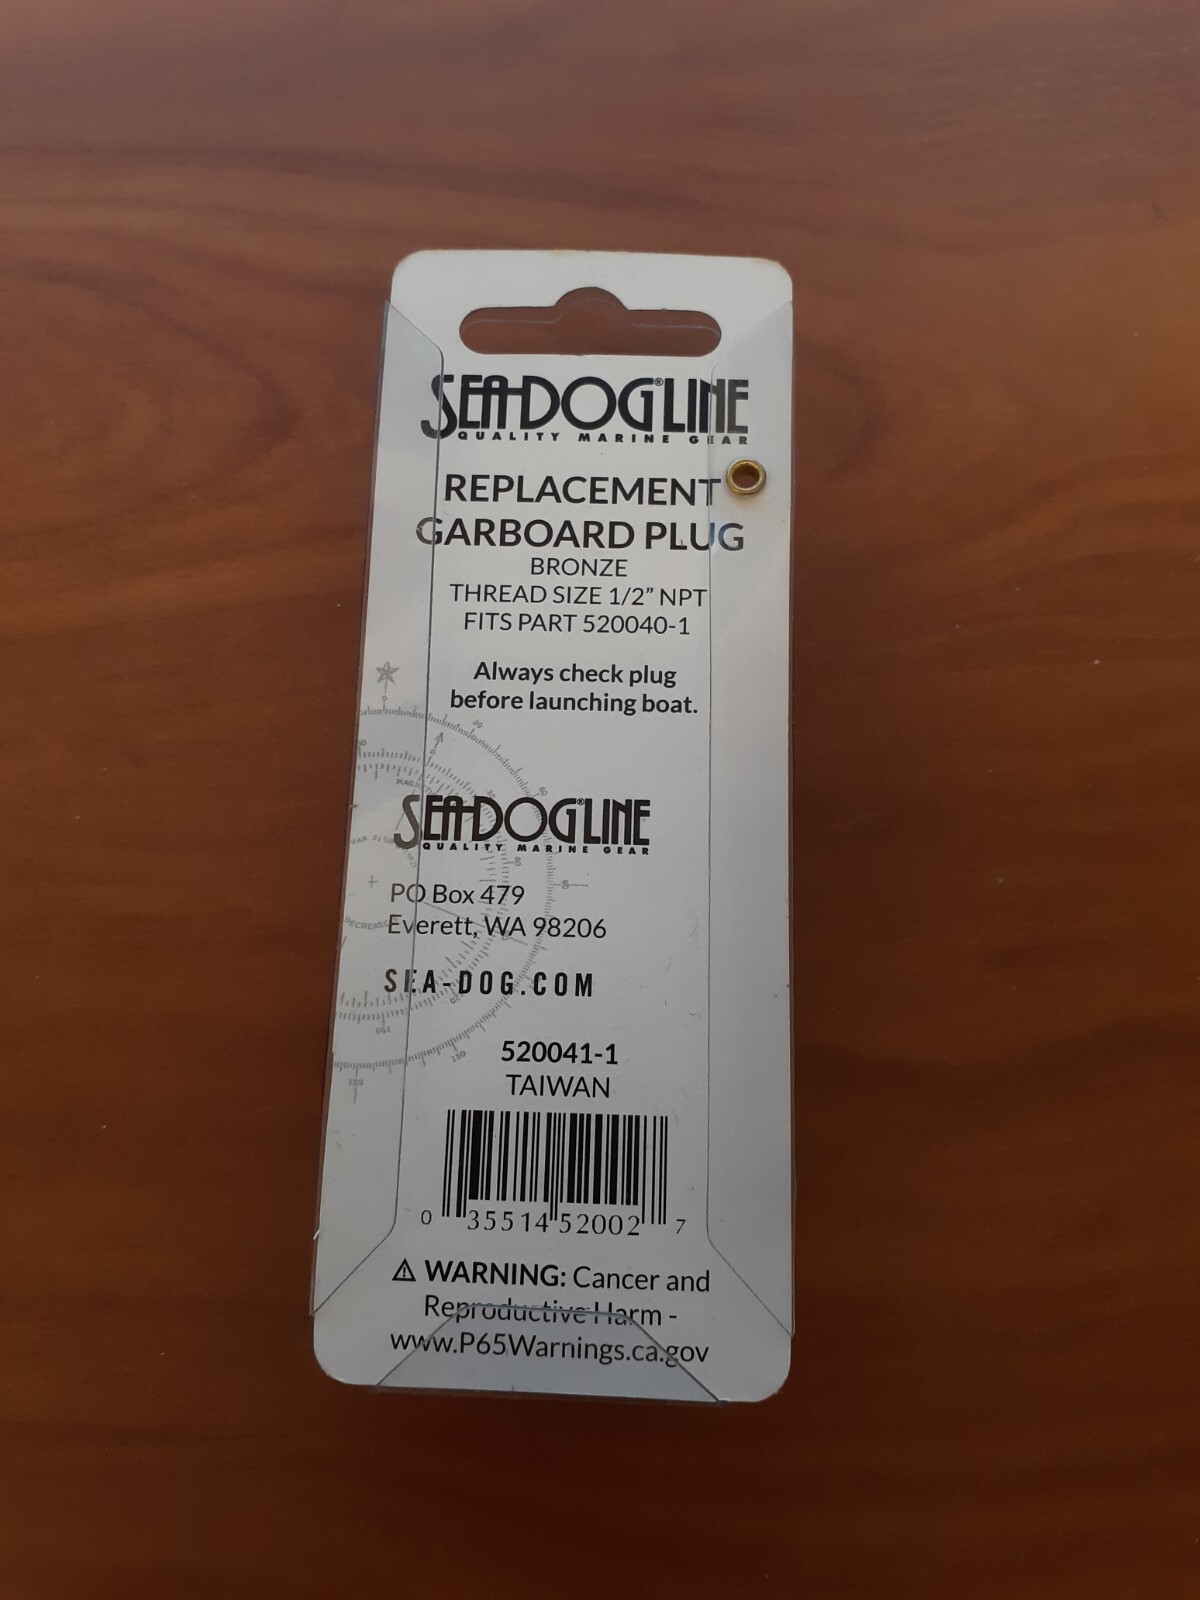 SEA-DOG® LINE
QUALITY MARINE GEAR
REPLACEMENT
GARBOARD PLUG
BRONZE
THREAD SIZE 1/2” NPT
FITS PART 520040-1
Always check plug
before launching boat.
SEA-DOG® LINE
QUALITY MARINE GEAR
PO Box 479
Everett, WA 98206
SEA-DOG.COM
520041-1
TAIWAN
0 35514 52002 7
⚠ WARNING: Cancer and
Reproductive Harm -
www.P65Warnings.ca.gov